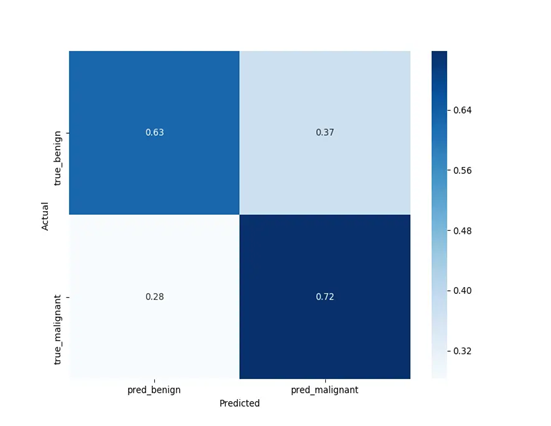 true_benign
0.63
0.37
Actual
true_malignant
0.28
0.72
pred_benign
pred_malignant
Predicted
0.64
0.56
0.48
0.40
0.32